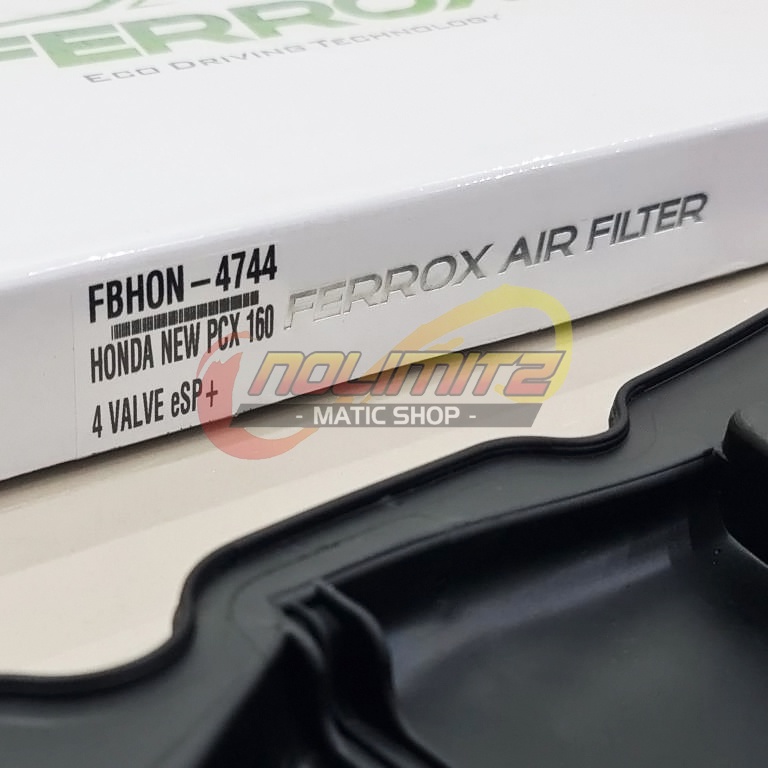 FERROX
ECO DRIVING TECHNOLOGY
FERROX AIR FILTER
FBHON-4744
HONDA NEW PCX 160
4 VALVE eSP+
NOLIMITZ
- MATIC SHOP -